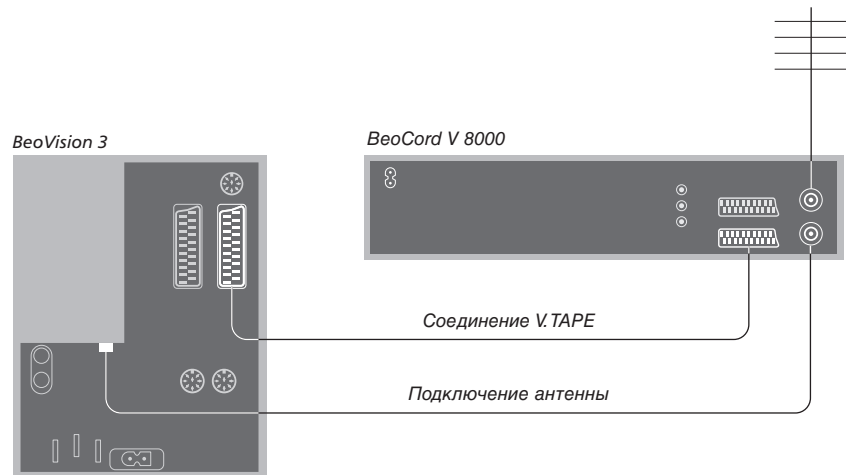 BeoVision 3
BeoCord V 8000
Соединение V.TAPE
Подключение антенны